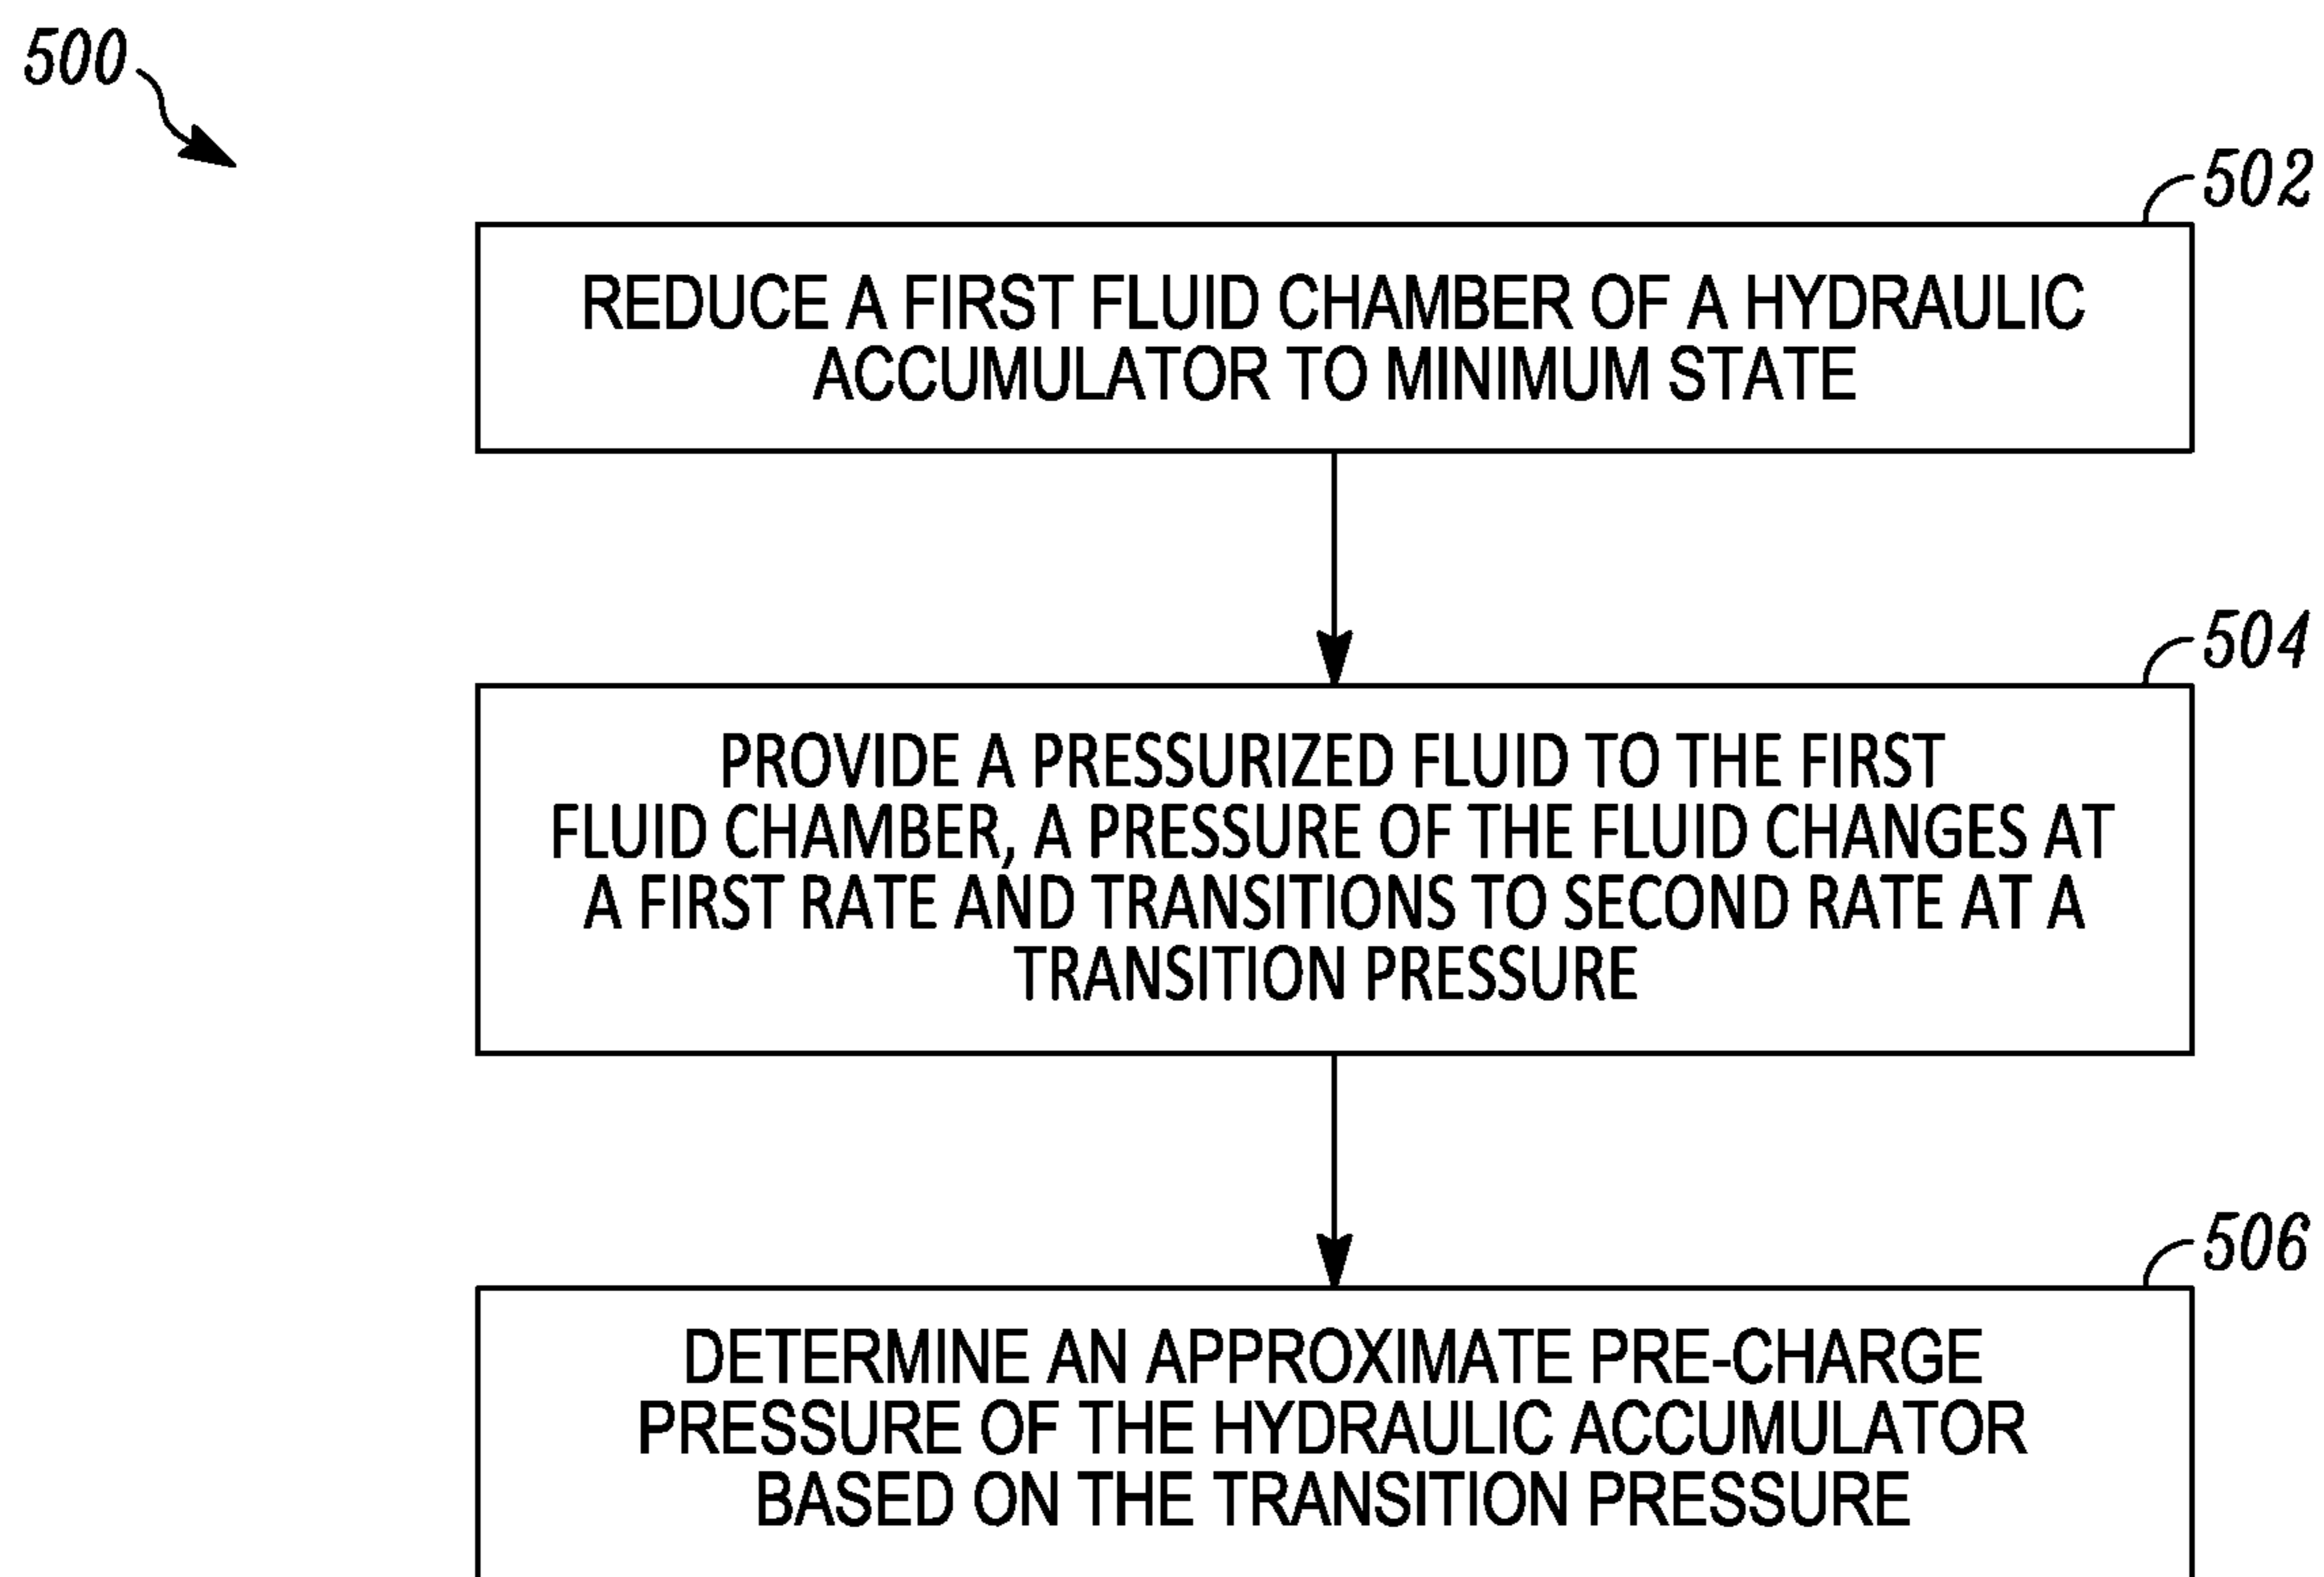 500
502
REDUCE A FIRST FLUID CHAMBER OF A HYDRAULIC
ACCUMULATOR TO MINIMUM STATE
504
PROVIDE A PRESSURIZED FLUID TO THE FIRST
FLUID CHAMBER, A PRESSURE OF THE FLUID CHANGES AT
A FIRST RATE AND TRANSITIONS TO SECOND RATE AT A
TRANSITION PRESSURE
506
DETERMINE AN APPROXIMATE PRE-CHARGE
PRESSURE OF THE HYDRAULIC ACCUMULATOR
BASED ON THE TRANSITION PRESSURE